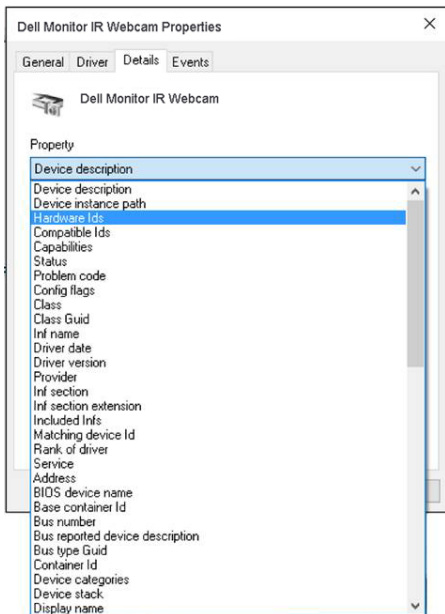 Dell Monitor IR Webcam Properties
General Driver Details Events
Dell Monitor IR Webcam
Property
Device description
Device description
Device instance path
Hardware Ids
Compatible Ids
Capabilities
Status
Problem code
Config flags
Class
Class Guid
Inf name
Driver date
Driver version
Provider
Inf section
Inf section extension
Included Infs
Matching device Id
Rank of driver
Service
Address
BIOS device name
Base container Id
Bus number
Bus reported device description
Bus type Guid
Container Id
Device categories
Device stack
Display name